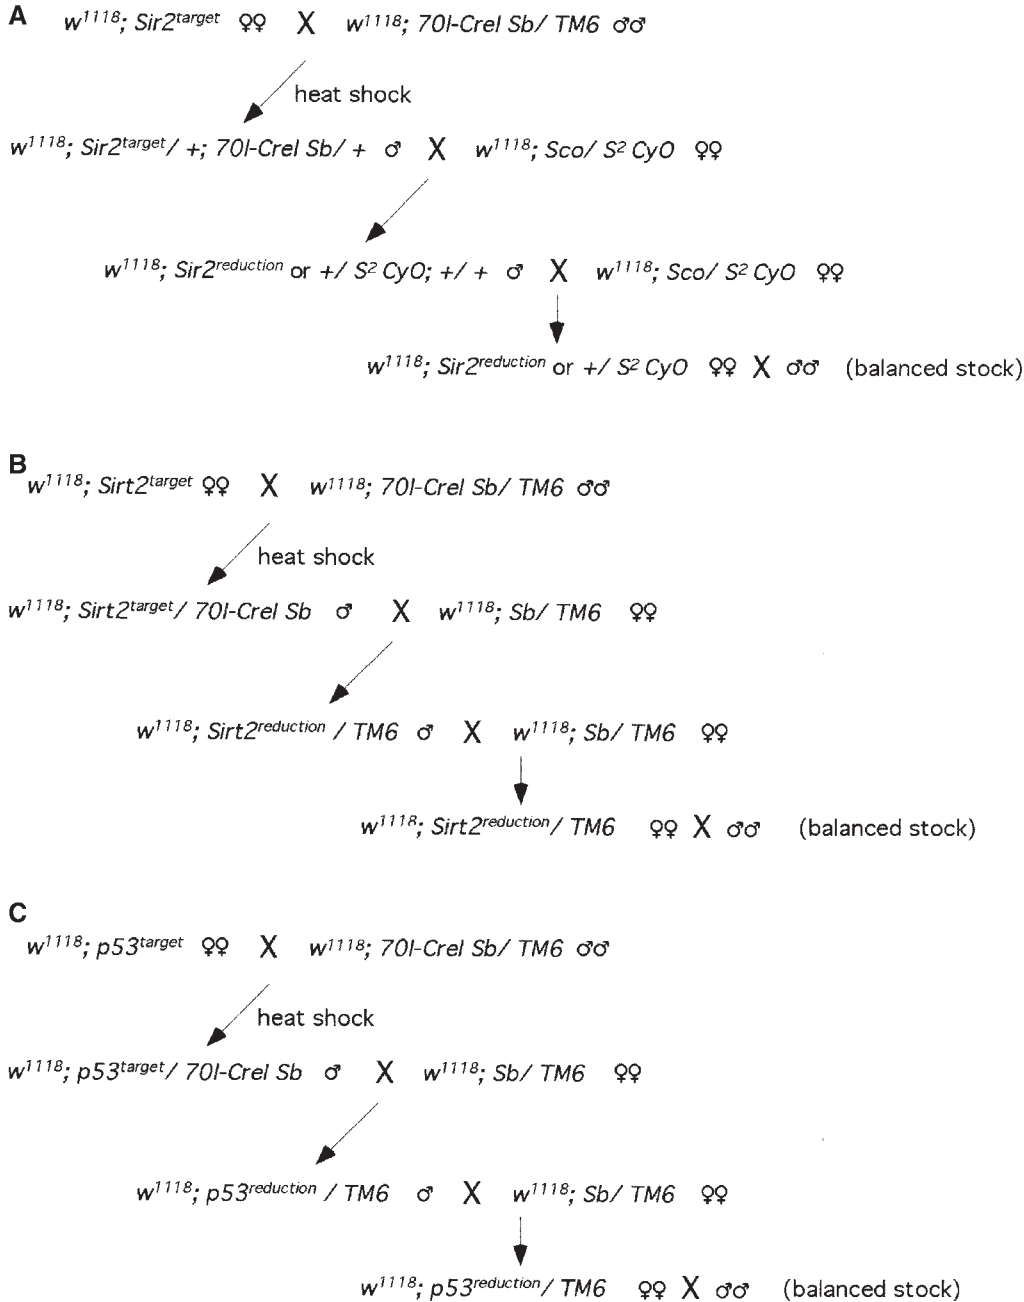 A w1118; Sir2target ♀♀ X w1118; 70I-CreI Sb/ TM6 ♂♂
heat shock
w1118; Sir2target/ +; 70I-CreI Sb/ + ♂ X w1118; Sco/ S2 CyO ♀♀
w1118; Sir2reduction or +/ S2 CyO; +/ + ♂ X w1118; Sco/ S2 CyO ♀♀
w1118; Sir2reduction or +/ S2 CyO ♀♀ X ♂♂ (balanced stock)
B w1118; Sirt2target ♀♀ X w1118; 70I-CreI Sb/ TM6 ♂♂
heat shock
w1118; Sirt2target/ 70I-CreI Sb ♂ X w1118; Sb/ TM6 ♀♀
w1118; Sirt2reduction / TM6 ♂ X w1118; Sb/ TM6 ♀♀
w1118; Sirt2reduction/ TM6 ♀♀ X ♂♂ (balanced stock)
C
w1118; p53target ♀♀ X w1118; 70I-CreI Sb/ TM6 ♂♂
heat shock
w1118; p53target/ 70I-CreI Sb ♂ X w1118; Sb/ TM6 ♀♀
w1118; p53reduction / TM6 ♂ X w1118; Sb/ TM6 ♀♀
w1118; p53reduction/ TM6 ♀♀ X ♂♂ (balanced stock)